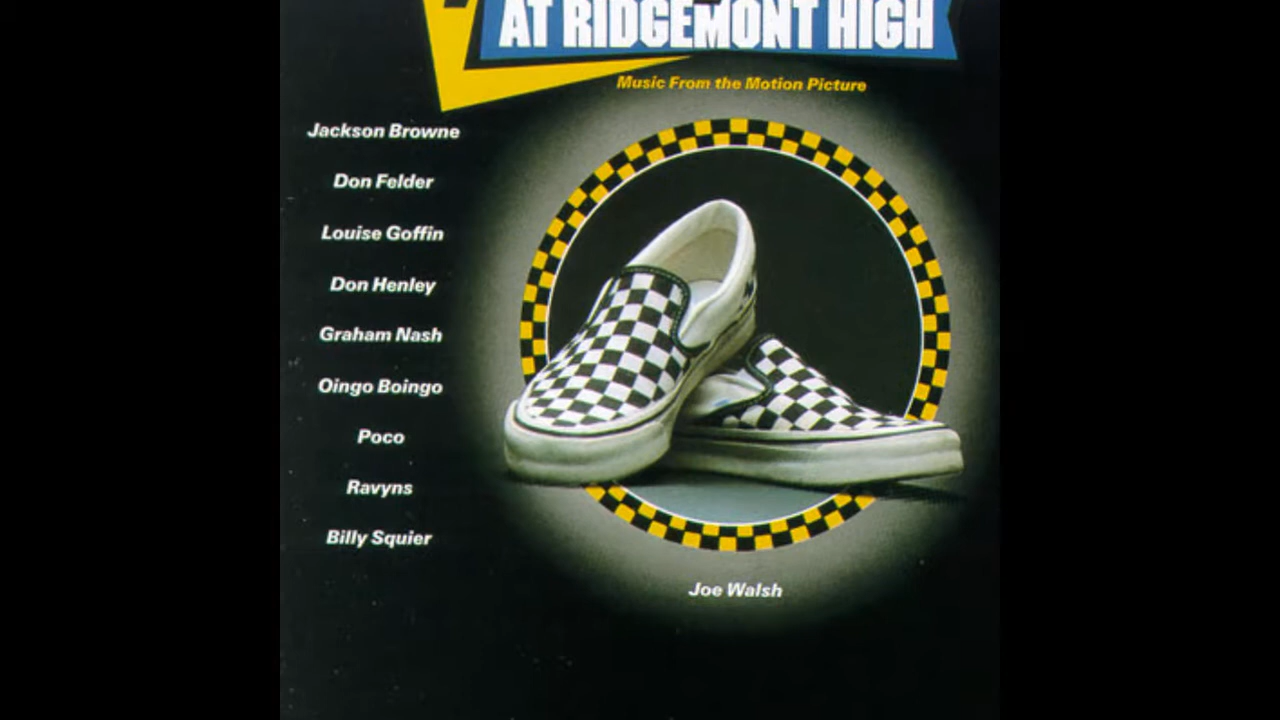 AT RIDGEMONT HIGH
Music From the Motion Picture
Jackson Browne
Don Felder
Louise Goffin
Don Henley
Graham Nash
Oingo Boingo
Poco
Ravyns
Billy Squier
Joe Walsh